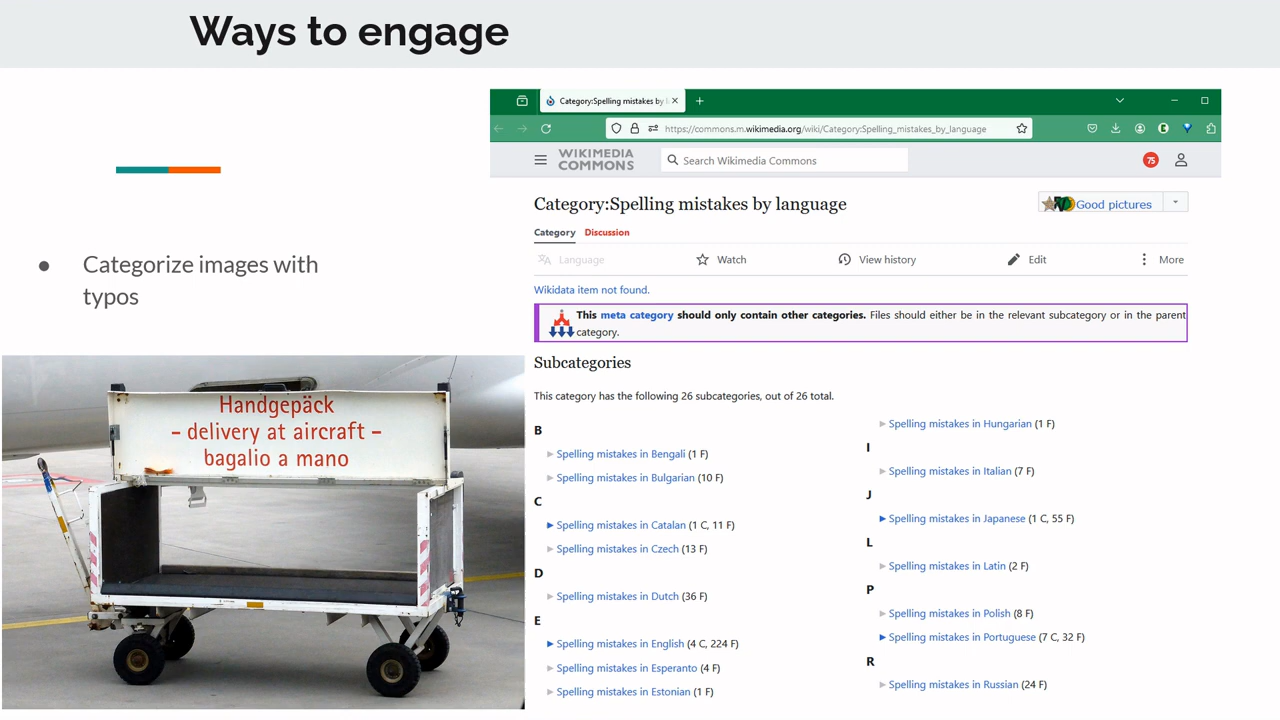 Ways to engage
● Categorize images with
typos
Handgepäck
- delivery at aircraft -
bagalio a mano
Category:Spelling mistakes by l
https://commons.m.wikimedia.org/wiki/Category:Spelling_mistakes_by_language
WIKIMEDIA
COMMONS
Search Wikimedia Commons
75
Category:Spelling mistakes by language
Good pictures
Category Discussion
Language Watch View history Edit More
Wikidata item not found.
This meta category should only contain other categories. Files should either be in the relevant subcategory or in the parent
category.
Subcategories
This category has the following 26 subcategories, out of 26 total.
B
Spelling mistakes in Bengali (1 F)
Spelling mistakes in Bulgarian (10 F)
C
Spelling mistakes in Catalan (1 C, 11 F)
Spelling mistakes in Czech (13 F)
D
Spelling mistakes in Dutch (36 F)
E
Spelling mistakes in English (4 C, 224 F)
Spelling mistakes in Esperanto (4 F)
Spelling mistakes in Estonian (1 F)
Spelling mistakes in Hungarian (1 F)
I
Spelling mistakes in Italian (7 F)
J
Spelling mistakes in Japanese (1 C, 55 F)
L
Spelling mistakes in Latin (2 F)
P
Spelling mistakes in Polish (8 F)
Spelling mistakes in Portuguese (7 C, 32 F)
R
Spelling mistakes in Russian (24 F)